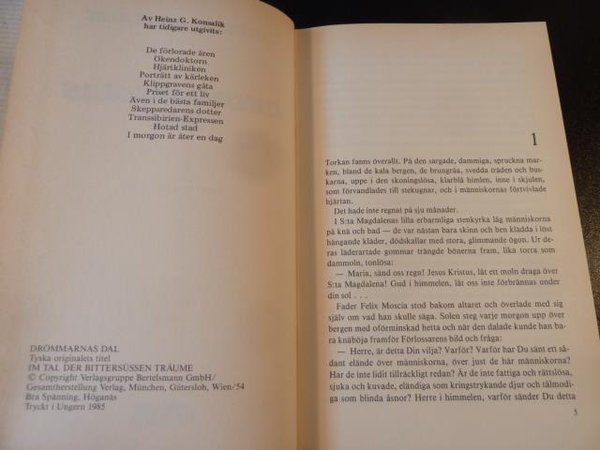 Av Heinz G. Konsalik
har tidigare utgivits:
De förlorade åren
Ökendoktorn
Hjärtkliniken
Porträtt av kärleken
Klippgravens gåta
Priset för ett liv
Även i de bästa familjer
Skeppsredarens dotter
Transsibirien-Expressen
Hotad stad
I morgon är åter en dag
DRÖMMARNAS DAL
Tyska originalets titel
IM TAL DER BITTERSÜSSEN TRÄUME
© Copyright Verlagsgruppe Bertelsmann GmbH/
Gesamtherstellung Verlag, München, Gütersloh, Wien/54
Bra Spänning, Höganäs
Tryckt i Ungern 1985
1
Torkan fanns överallt. På den sargade, dammiga, spruckna mar-
ken, bland de kala bergen, de brungråa, svedda träden och bus-
karna, uppe i den skoningslösa, klarblå himlen, inne i skjulen,
som förvandlades till stekugnar, och i människornas förtvivlade
hjärtan.
Det hade inte regnat på sju månader.
I S:ta Magdalenas lilla erbarmliga stenkyrka låg människorna
på knä och bad — de var nästan bara skinn och ben klädda i löst
hängande kläder, dödskallar med stora, glimmande ögon. Ur de-
ras läderartade gommar trängde bönerna fram, lika torra som
dammoln, tonlösa:
— Maria, sänd oss regn! Jesus Kristus, låt ett moln draga över
S:ta Magdalena! Gud i himmelen, låt oss inte förbrännas under
din sol . . .
Fader Felix Moscia stod bakom altaret och överlade med sig
själv om vad han skulle säga. Solen steg varje morgon upp över
bergen med oförminskad hetta och när den dalade kunde han bara
knäböja framför Förlossarens bild och fråga:
— Herre, är detta Din vilja? Varför? Varför har Du sänt ett så-
dant elände över människorna, över just de här människorna?
Har de inte lidit tillräckligt redan? Är de inte fattiga och rättslösa,
sjuka och kuvade, eländiga som kringstrykande djur och tålmodi-
ga som blinda åsnor? Herre i himmelen, varför sänder Du detta
5